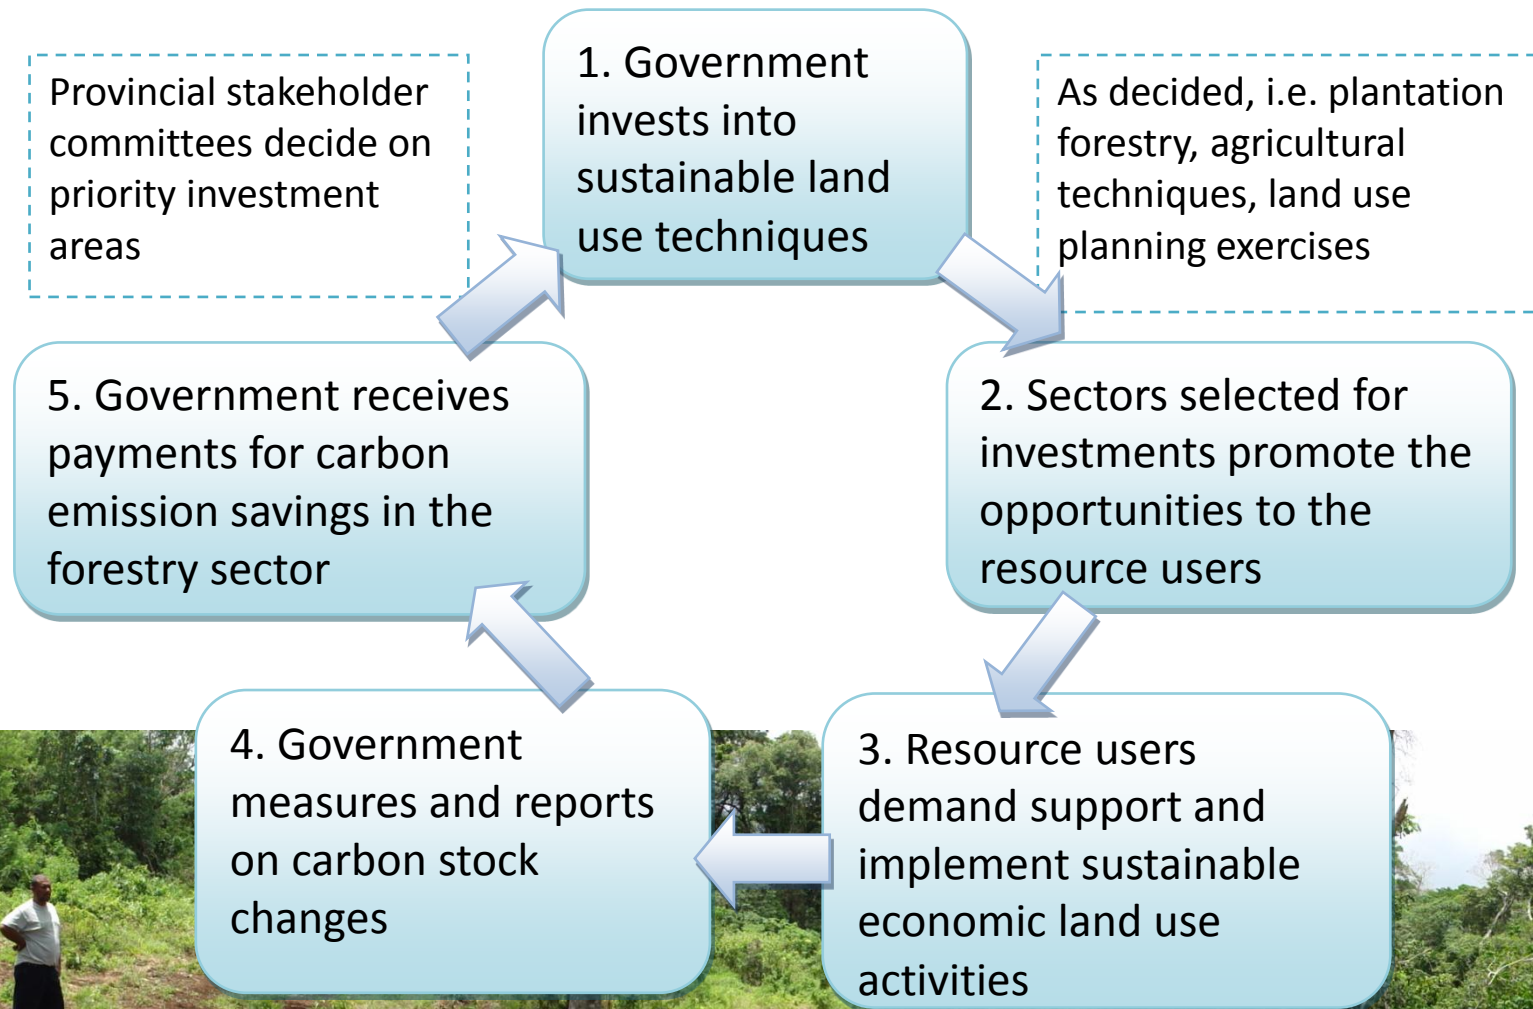 Provincial stakeholder
committees decide on
priority investment
areas
1. Government
invests into
sustainable land
use techniques
As decided, i.e. plantation
forestry, agricultural
techniques, land use
planning exercises
5. Government receives
payments for carbon
emission savings in the
forestry sector
2. Sectors selected for
investments promote the
opportunities to the
resource users
4. Government
measures and reports
on carbon stock
changes
3. Resource users
demand support and
implement sustainable
economic land use
activities